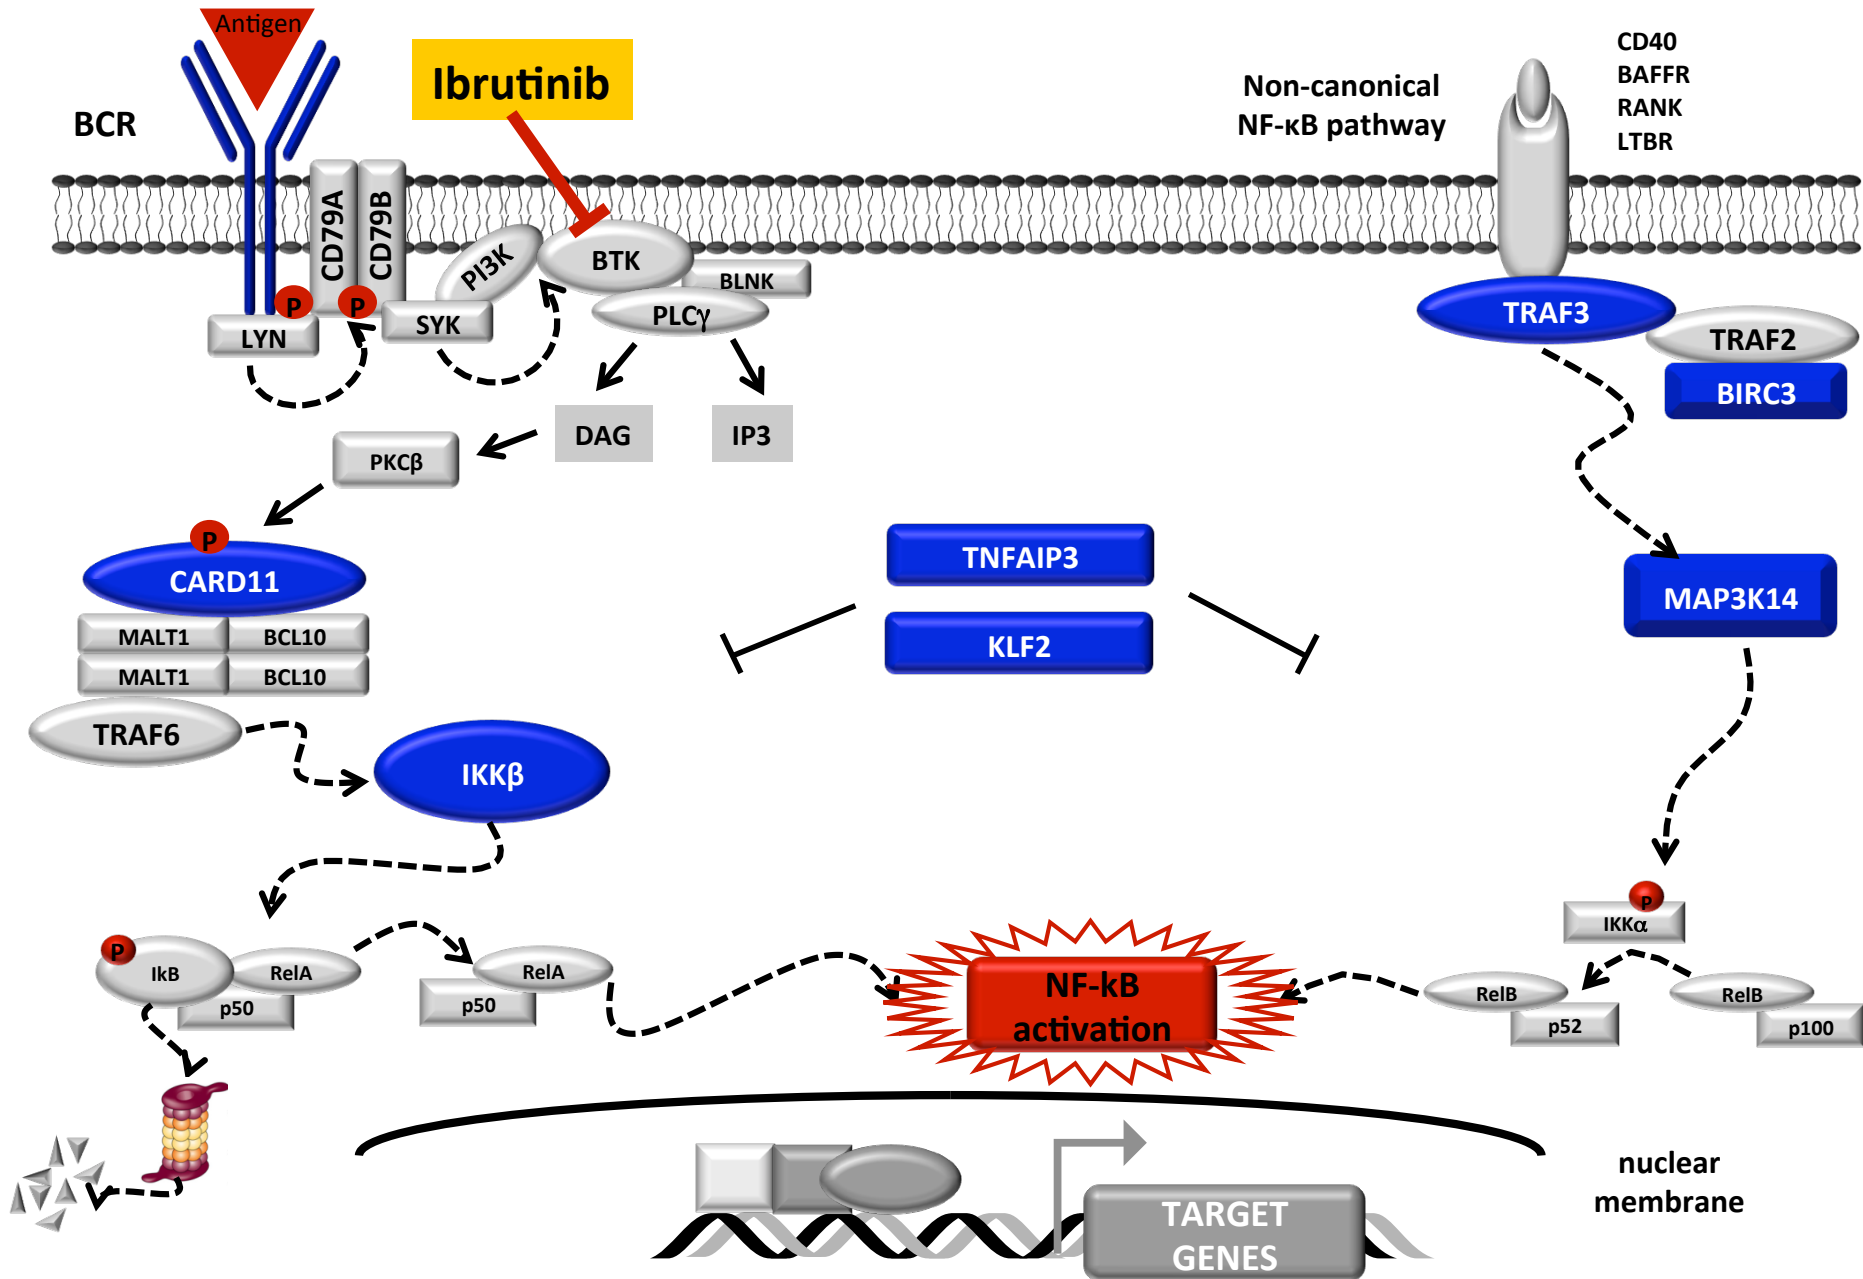 Antigen
Ibrutinib
BCR
CD79A
CD79B
P
P
LYN
SYK
PI3K
BTK
BLNK
PLCγ
DAG
IP3
PKCβ
P
CARD11
MALT1
BCL10
MALT1
BCL10
TRAF6
IKKβ
P
IkB
RelA
p50
RelA
p50
TNFAIP3
KLF2
NF-kB
activation
Non-canonical
NF-κB pathway
CD40
BAFFR
RANK
LTBR
TRAF3
TRAF2
BIRC3
MAP3K14
P
IKKα
RelB
p52
RelB
p100
nuclear
membrane
TARGET
GENES